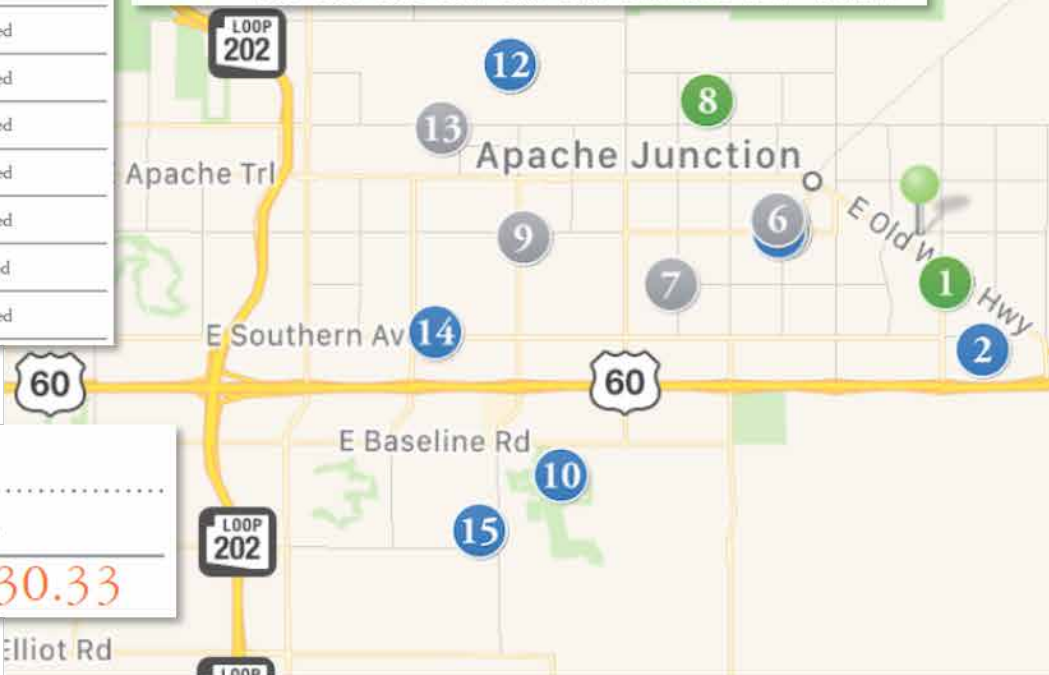 LOOP
202
12
8
13
Apache Junction
Apache Trl
6
E Old W
9
7
1
Hwy
14
E Southern Av
2
60
60
E Baseline Rd
10
15
LOOP
202
30.33
Elliot Rd
LOOP